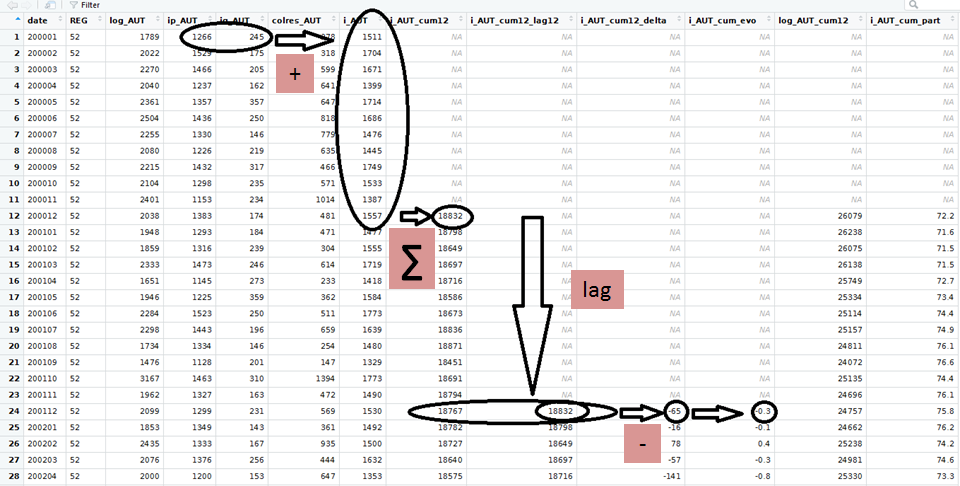 Filter
date REG log_AUT ip_AUT ig_AUT colres_AUT i_AUT i_AUT_cum12 i_AUT_cum12_lag12 i_AUT_cum12_delta i_AUT_cum_evo log_AUT_cum12 i_AUT_cum_part
1 200001 52 1789 1266 245 1511 NA NA NA NA NA NA
2 200002 52 2022 1529 175 318 1704 NA NA NA NA NA NA
3 200003 52 2270 1466 205 599 1671 NA NA NA NA NA NA
+
4 200004 52 2040 1237 162 641 1399 NA NA NA NA NA NA
5 200005 52 2361 1357 357 647 1714 NA NA NA NA NA NA
6 200006 52 2504 1436 250 818 1686 NA NA NA NA NA NA
7 200007 52 2255 1330 146 779 1476 NA NA NA NA NA NA
8 200008 52 2080 1226 219 635 1445 NA NA NA NA NA NA
9 200009 52 2215 1432 317 466 1749 NA NA NA NA NA NA
10 200010 52 2104 1298 235 571 1533 NA NA NA NA NA NA
11 200011 52 2401 1153 234 1014 1387 NA NA NA NA NA NA
12 200012 52 2038 1383 174 481 1557 18832 NA NA NA 26079 72.2
13 200101 52 1948 1293 184 471 1477 18798 NA NA NA 26238 71.6
14 200102 52 1859 1316 239 304 1555 18649 NA NA NA 26075 71.5
∑
15 200103 52 2333 1473 246 614 1719 18697 NA NA NA 26138 71.5
16 200104 52 1651 1145 273 233 1418 18716 NA NA NA 25749 72.7
lag
17 200105 52 1946 1225 359 362 1584 18586 NA NA NA 25334 73.4
18 200106 52 2284 1523 250 511 1773 18673 NA NA NA 25114 74.4
19 200107 52 2298 1443 196 659 1639 18836 NA NA NA 25157 74.9
20 200108 52 1734 1334 146 254 1480 18871 NA NA NA 24811 76.1
21 200109 52 1476 1128 201 147 1329 18451 NA NA NA 24072 76.6
22 200110 52 3167 1463 310 1394 1773 18691 NA NA NA 25135 74.4
23 200111 52 1962 1327 163 472 1490 18794 NA NA NA 24696 76.1
24 200112 52 2099 1299 231 569 1530 18767 18832 -65 -0.3 24757 75.8
25 200201 52 1853 1349 143 361 1492 18782 18798 -16 -0.1 24662 76.2
26 200202 52 2435 1333 167 935 1500 18727 18649 78 0.4 25238 74.2
-
27 200203 52 2076 1376 256 444 1632 18640 18697 -57 -0.3 24981 74.6
28 200204 52 2000 1200 153 647 1353 18575 18716 -141 -0.8 25330 73.3